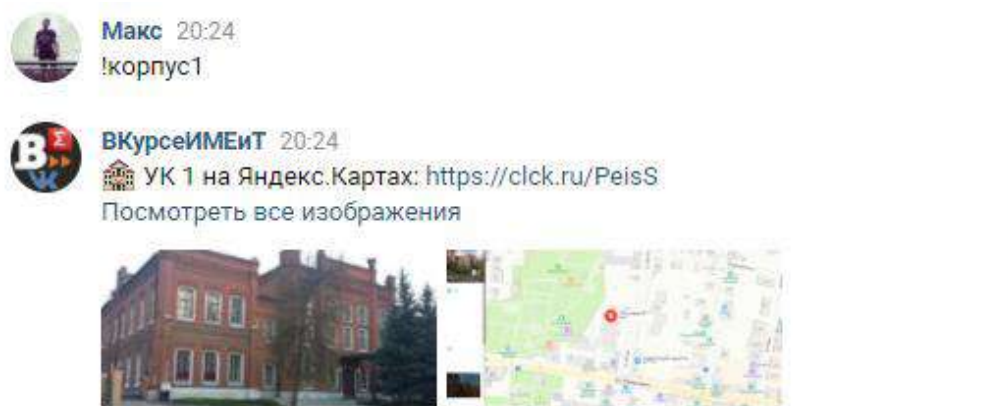 Макс 20:24
!корпус1
ВКурсеИМЕиТ 20:24
УК 1 на Яндекс.Картах: https://clck.ru/PeisS
Посмотреть все изображения